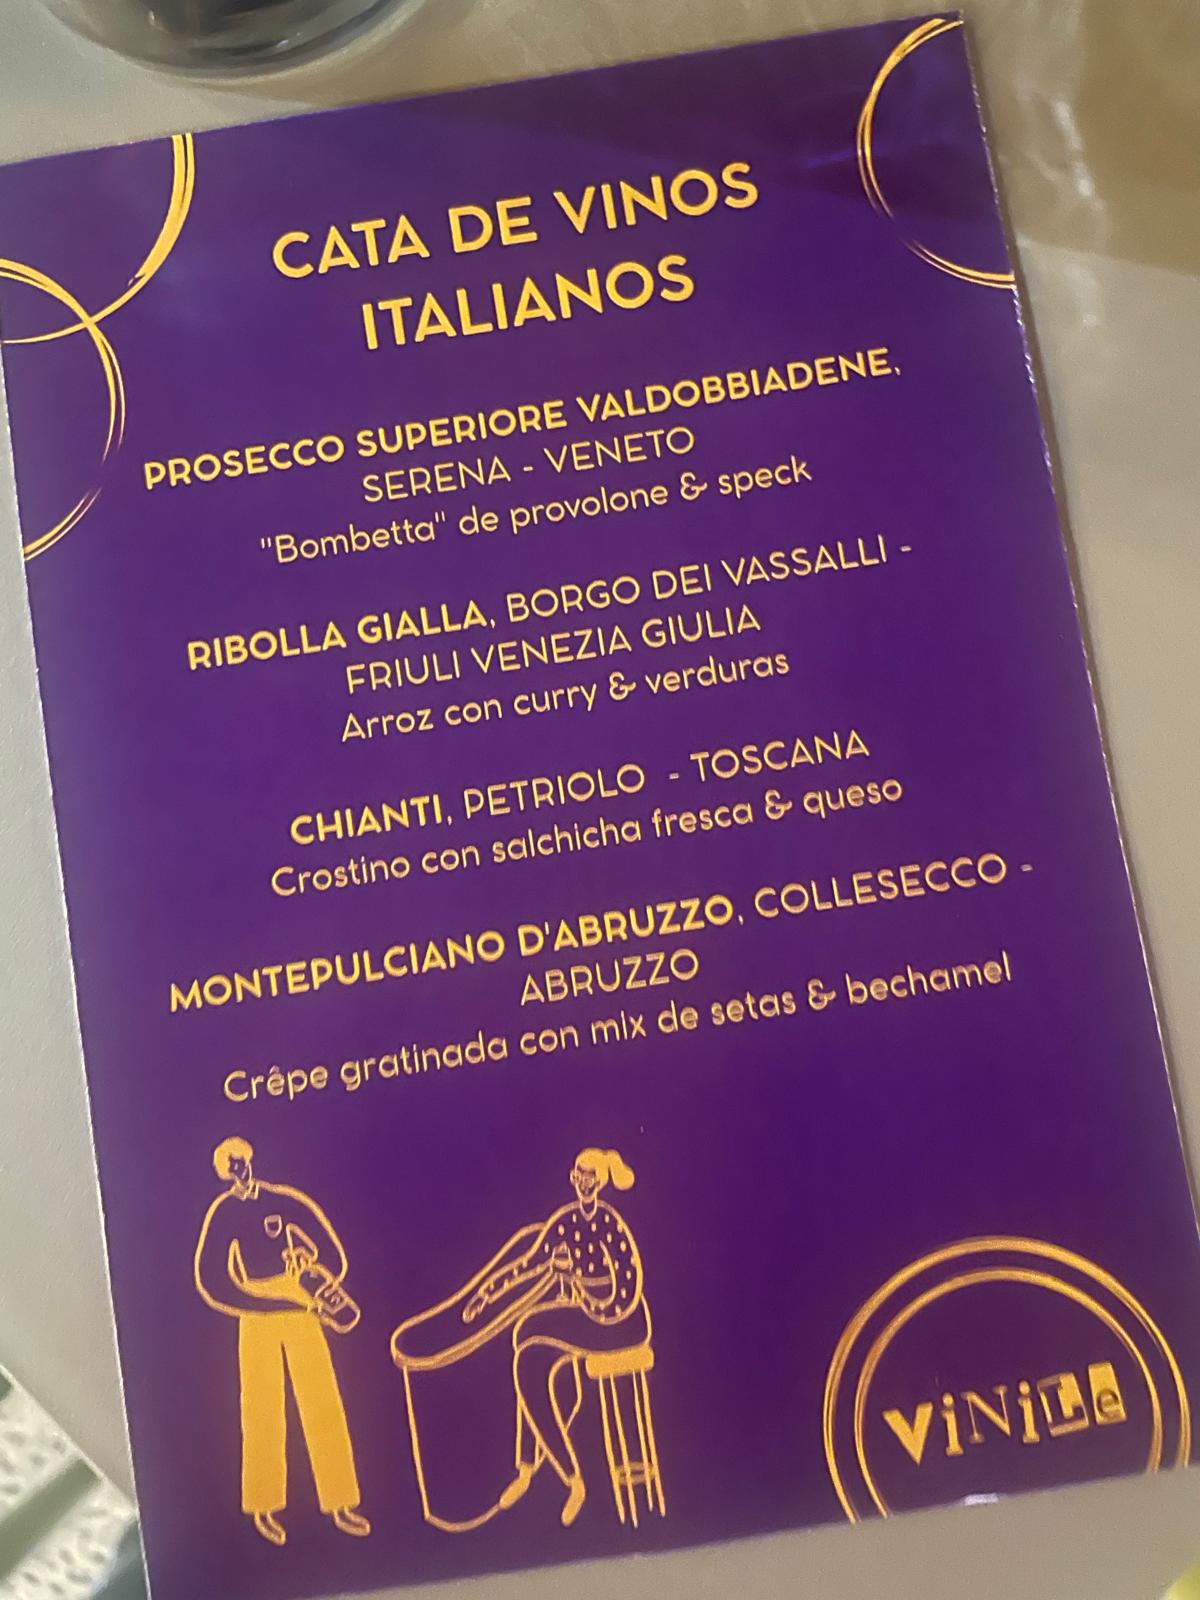 CATA DE VINOS
ITALIANOS
PROSECCO SUPERIORE VALDOBBIADENE,
SERENA - VENETO
"Bombetta" de provolone & speck
RIBOLLA GIALLA, BORGO DEI VASSALLI -
FRIULI VENEZIA GIULIA
Arroz con curry & verduras
CHIANTI, PETRIOLO - TOSCANA
Crostino con salchicha fresca & queso
MONTEPULCIANO D'ABRUZZO, COLLESECCO -
ABRUZZO
Crêpe gratinada con mix de setas & bechamel
ViNiLe